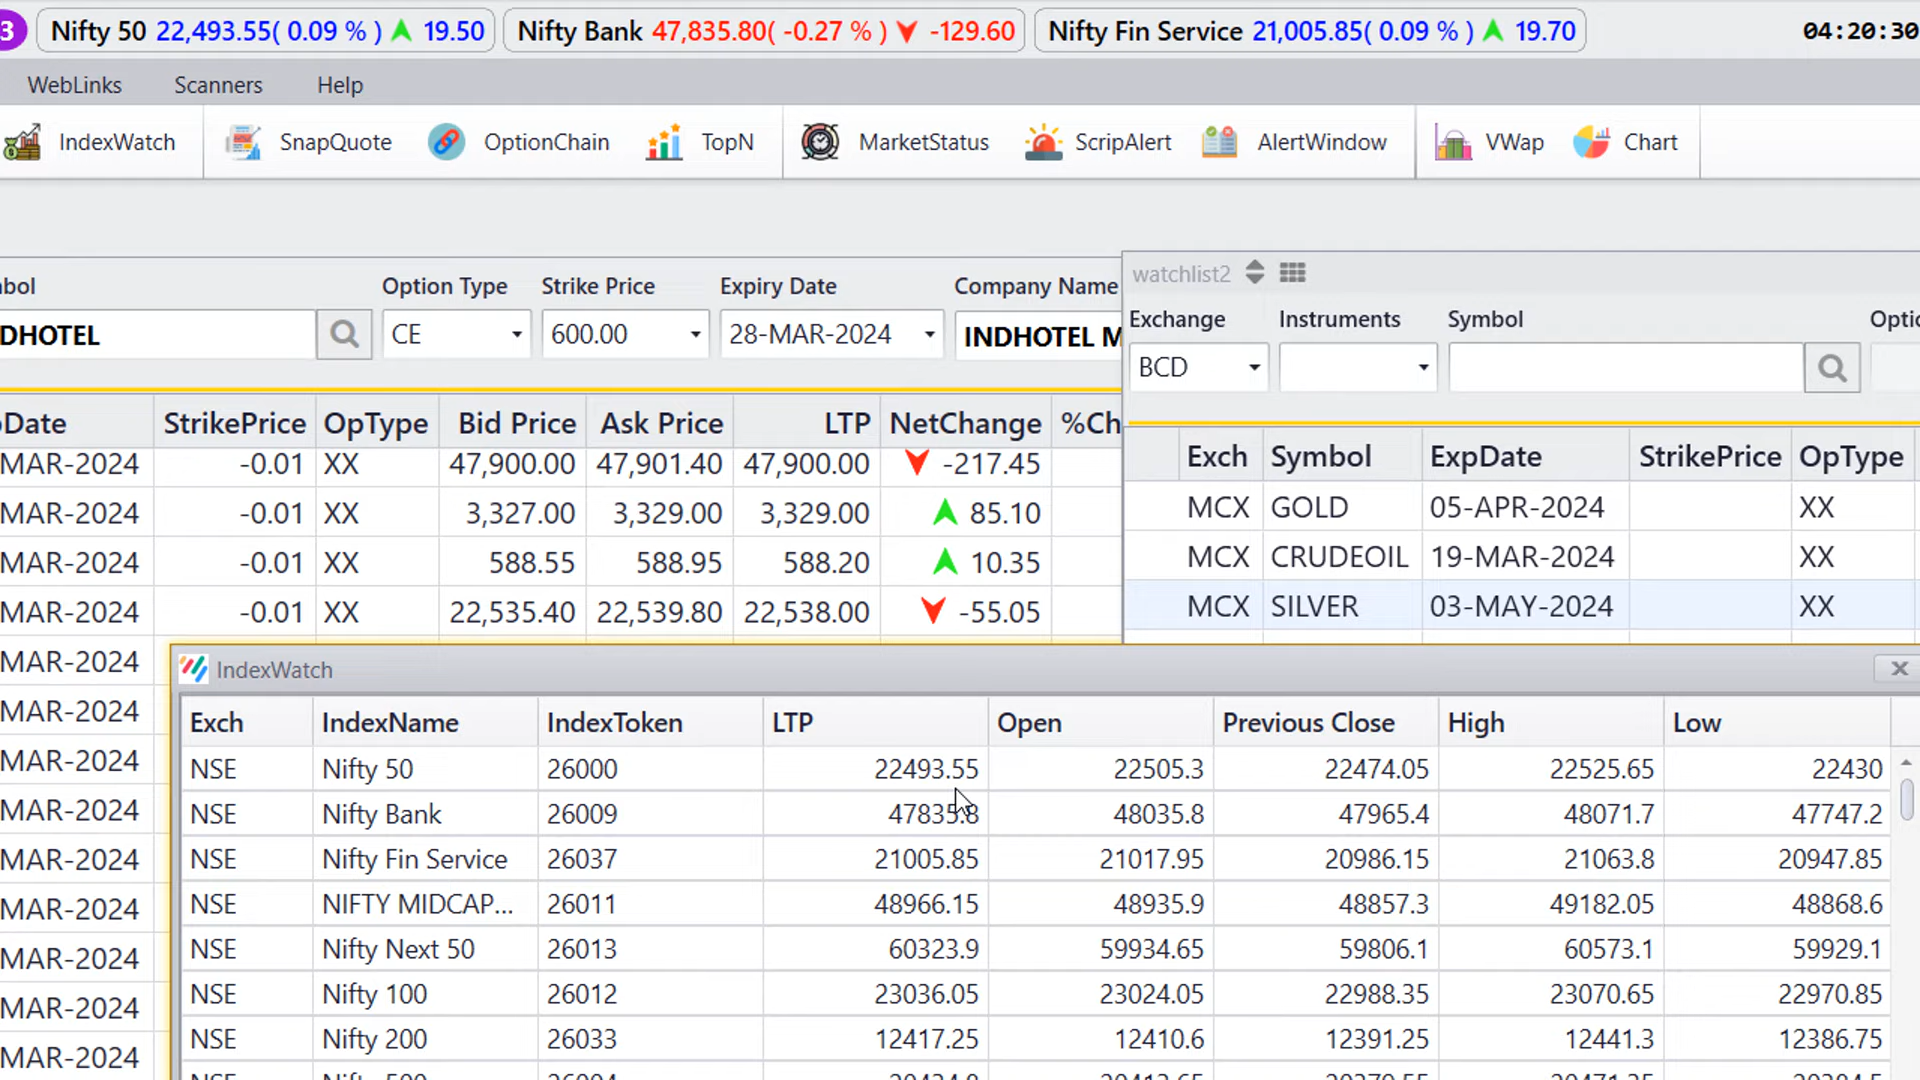 3 Nifty 50 22,493.55( 0.09 % ) 19.50 Nifty Bank 47,835.80( -0.27 % ) -129.60 Nifty Fin Service 21,005.85( 0.09 % ) 19.70 04:20:30
WebLinks Scanners Help
IndexWatch SnapQuote OptionChain TopN MarketStatus ScripAlert AlertWindow VWap Chart
bol Option Type Strike Price Expiry Date Company Name
DHOTEL CE 600.00 28-MAR-2024 INDHOTEL M
Date StrikePrice OpType Bid Price Ask Price LTP NetChange %Ch
MAR-2024 -0.01 XX 47,900.00 47,901.40 47,900.00 -217.45
MAR-2024 -0.01 XX 3,327.00 3,329.00 3,329.00 85.10
MAR-2024 -0.01 XX 588.55 588.95 588.20 10.35
MAR-2024 -0.01 XX 22,535.40 22,539.80 22,538.00 -55.05
MAR-2024
MAR-2024
MAR-2024
MAR-2024
MAR-2024
MAR-2024
MAR-2024
MAR-2024
MAR-2024
watchlist2
Exchange Instruments Symbol Optio
BCD
Exch Symbol ExpDate StrikePrice OpType
MCX GOLD 05-APR-2024 XX
MCX CRUDEOIL 19-MAR-2024 XX
MCX SILVER 03-MAY-2024 XX
IndexWatch
Exch IndexName IndexToken LTP Open Previous Close High Low
NSE Nifty 50 26000 22493.55 22505.3 22474.05 22525.65 22430
NSE Nifty Bank 26009 47835.8 48035.8 47965.4 48071.7 47747.2
NSE Nifty Fin Service 26037 21005.85 21017.95 20986.15 21063.8 20947.85
NSE NIFTY MIDCAP... 26011 48966.15 48935.9 48857.3 49182.05 48868.6
NSE Nifty Next 50 26013 60323.9 59934.65 59806.1 60573.1 59929.1
NSE Nifty 100 26012 23036.05 23024.05 22988.35 23070.65 22970.85
NSE Nifty 200 26033 12417.25 12410.6 12391.25 12441.3 12386.75